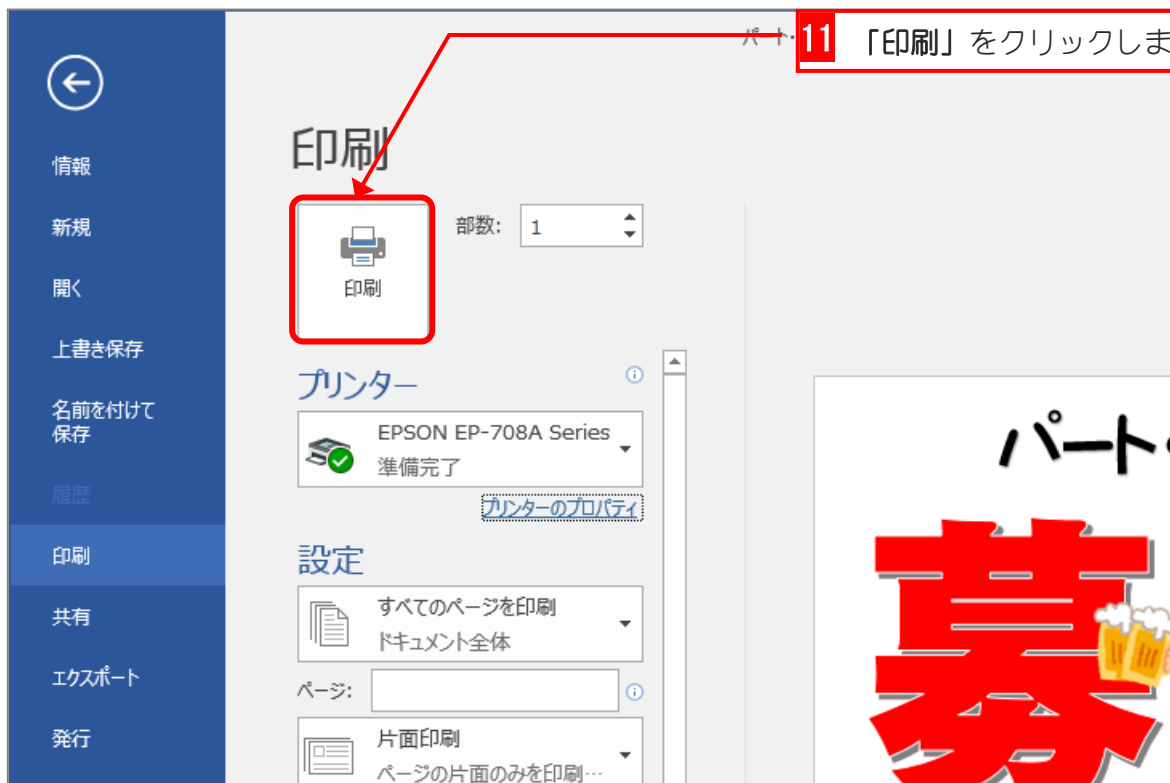 パート・
11 「印刷」をクリックしま
印刷
情報
新規
開く
上書き保存
名前を付けて
保存
履歴
印刷
共有
エクスポート
発行
部数: 1
印刷
プリンター
EPSON EP-708A Series
準備完了
プリンターのプロパティ
設定
すべてのページを印刷
ドキュメント全体
ページ:
片面印刷
ページの片面のみを印刷…
パート・
募